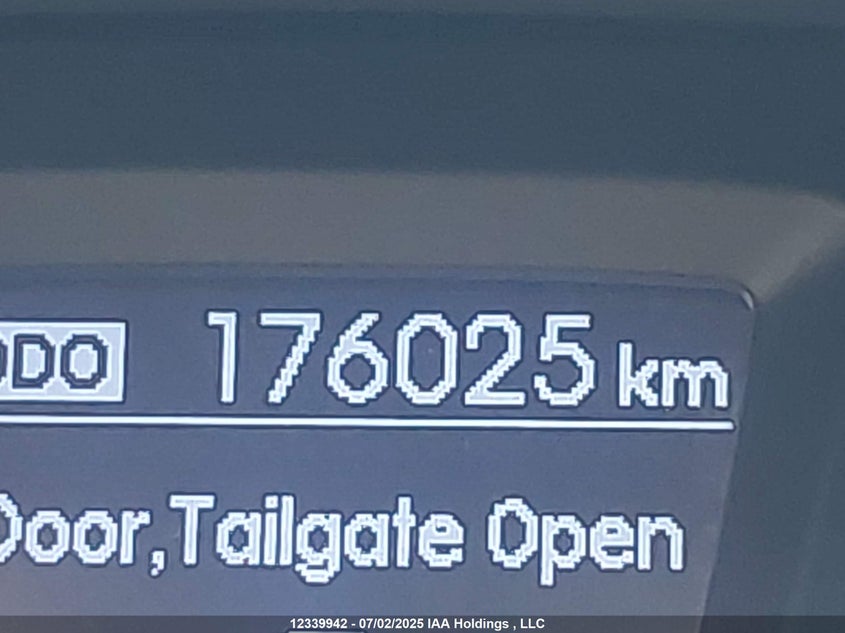 ODO 176025 km
Door,Tailgate Open
12339942 - 07/02/2025 IAA Holdings , LLC